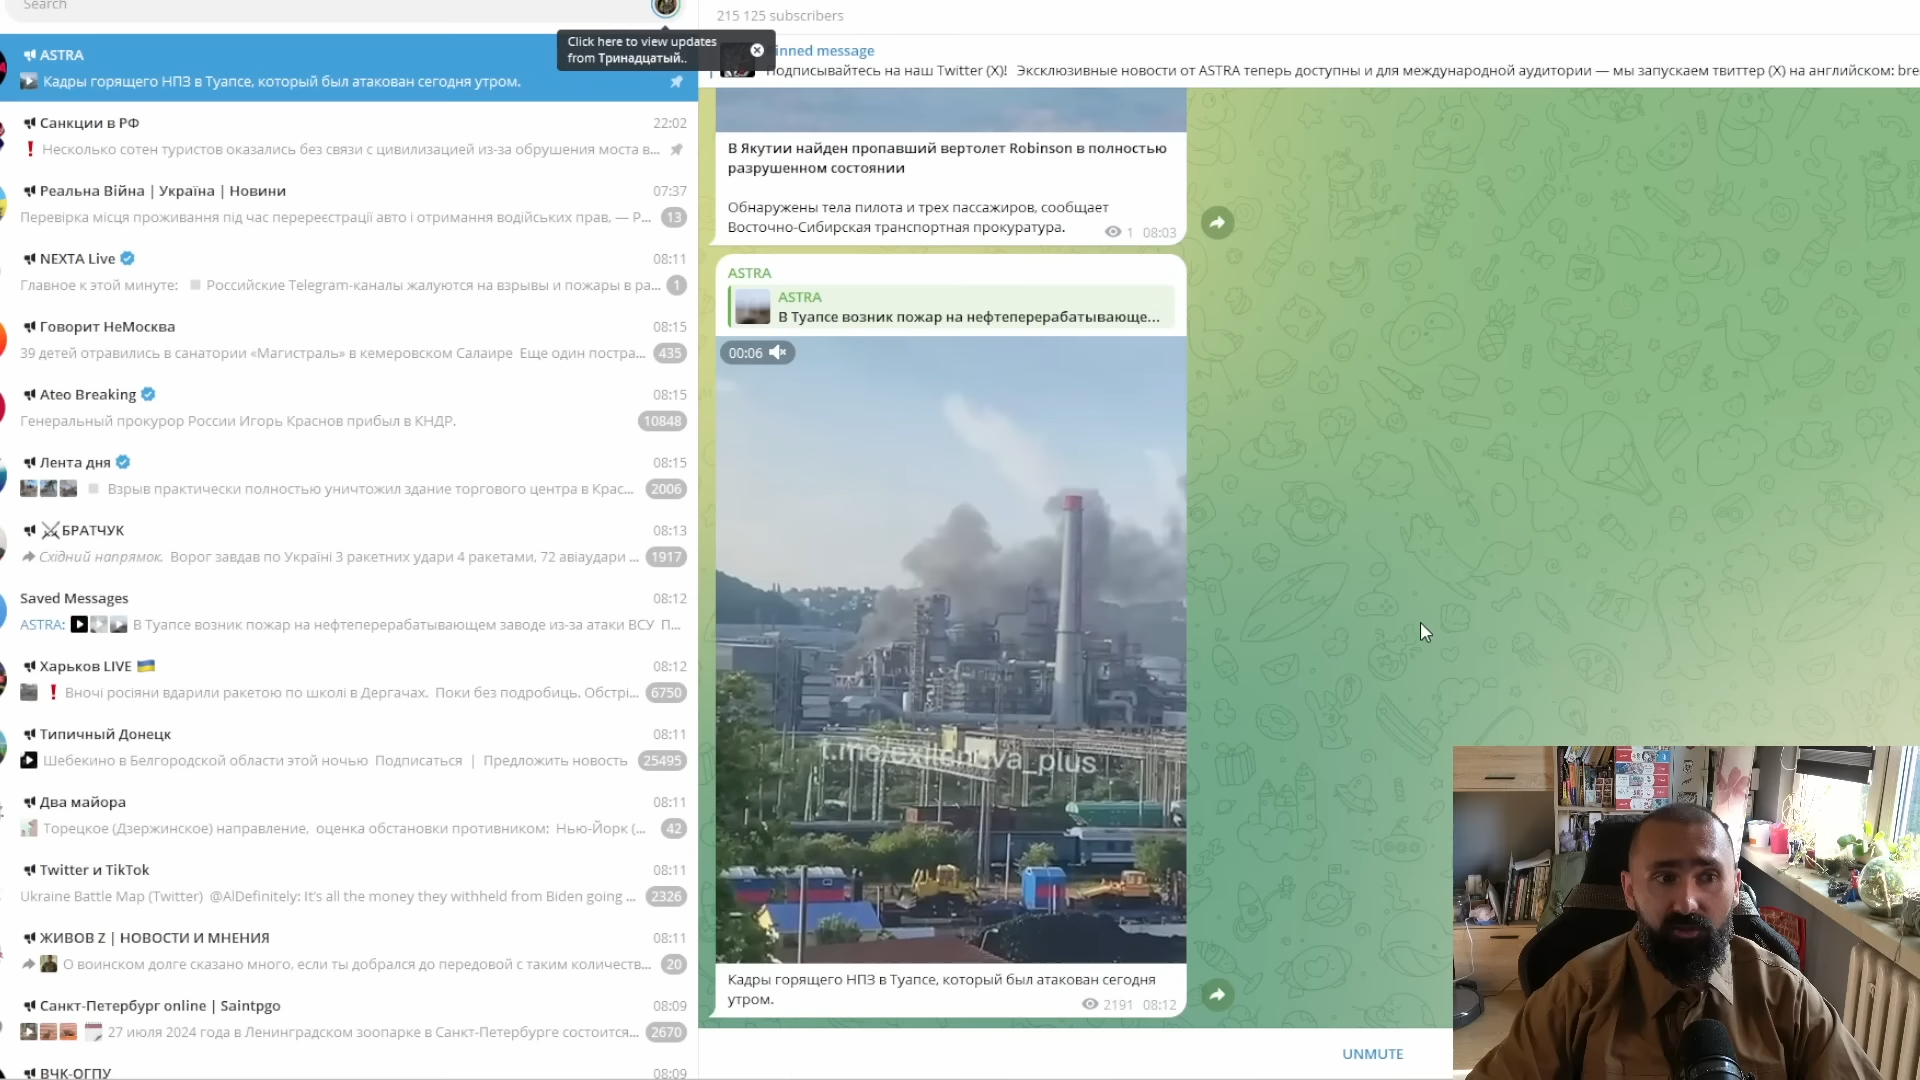 Search
Click here to view updates
from Тринадцатый..
ASTRA
Кадры горящего НПЗ в Туапсе, который был атакован сегодня утром.
Санкции в РФ
22:02
❗ Несколько сотен туристов оказались без связи с цивилизацией из-за обрушения моста в...
Реальна Війна | Україна | Новини
07:37
Перевірка місця проживання під час перереєстрації авто і отримання водійських прав, — Р...
13
NEXTA Live
08:11
Главное к этой минуте: Российские Telegram-каналы жалуются на взрывы и пожары в ра...
1
Говорит НеМосква
08:15
39 детей отравились в санатории «Магистраль» в кемеровском Салаире Еще один постра...
435
Ateo Breaking
08:15
Генеральный прокурор России Игорь Краснов прибыл в КНДР.
10848
Лента дня
08:15
Взрыв практически полностью уничтожил здание торгового центра в Крас...
2006
⚔БРАТЧУК
08:13
Східний напрямок. Ворог завдав по Україні 3 ракетних удари 4 ракетами, 72 авіаудари ...
1917
Saved Messages
08:12
ASTRA: В Туапсе возник пожар на нефтеперерабатывающем заводе из-за атаки ВСУ П...
Харьков LIVE 🇺🇦
08:12
❗ Вночі росіяни вдарили ракетою по школі в Дергачах. Поки без подробиць. Обстрі...
6750
Типичный Донецк
08:11
Шебекино в Белгородской области этой ночью Подписаться | Предложить новость
25495
Два майора
08:11
Торецкое (Дзержинское) направление, оценка обстановки противником: Нью-Йорк (...
42
Twitter и TikTok
08:11
Ukraine Battle Map (Twitter) @AlDefinitely: It's all the money they withheld from Biden going ...
2326
ЖИВОВ Z | НОВОСТИ И МНЕНИЯ
08:11
О воинском долге сказано много, если ты добрался до передовой с таким количеств...
20
Санкт-Петербург online | Saintpgo
08:09
27 июля 2024 года в Ленинградском зоопарке в Санкт-Петербурге состоится...
2670
ВЧК-ОГПУ
08:09
215 125 subscribers
inned message
Подписывайтесь на наш Twitter (X)! Эксклюзивные новости от ASTRA теперь доступны и для международной аудитории — мы запускаем твиттер (X) на английском: bre
В Якутии найден пропавший вертолет Robinson в полностью
разрушенном состоянии
Обнаружены тела пилота и трех пассажиров, сообщает
Восточно-Сибирская транспортная прокуратура.
1 08:03
ASTRA
ASTRA
В Туапсе возник пожар на нефтеперерабатывающе...
00:06
t.me/exilenova_plus
Кадры горящего НПЗ в Туапсе, который был атакован сегодня
утром.
2191 08:12
UNMUTE